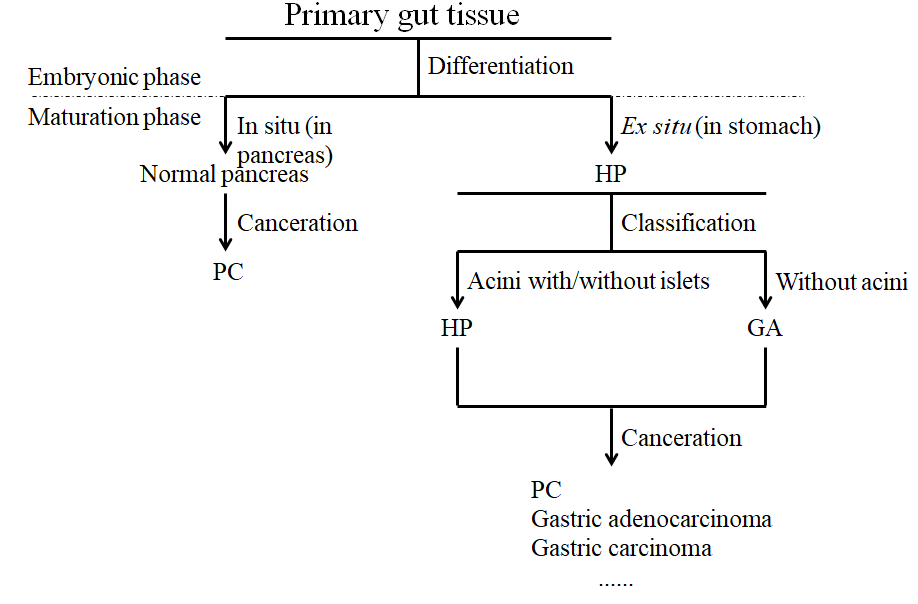 Primary gut tissue
Differentiation
Embryonic phase
Maturation phase
In situ (in
pancreas)
Ex situ (in stomach)
Normal pancreas
HP
Canceration
Classification
PC
Acini with/without islets
Without acini
HP
GA
Canceration
PC
Gastric adenocarcinoma
Gastric carcinoma
......